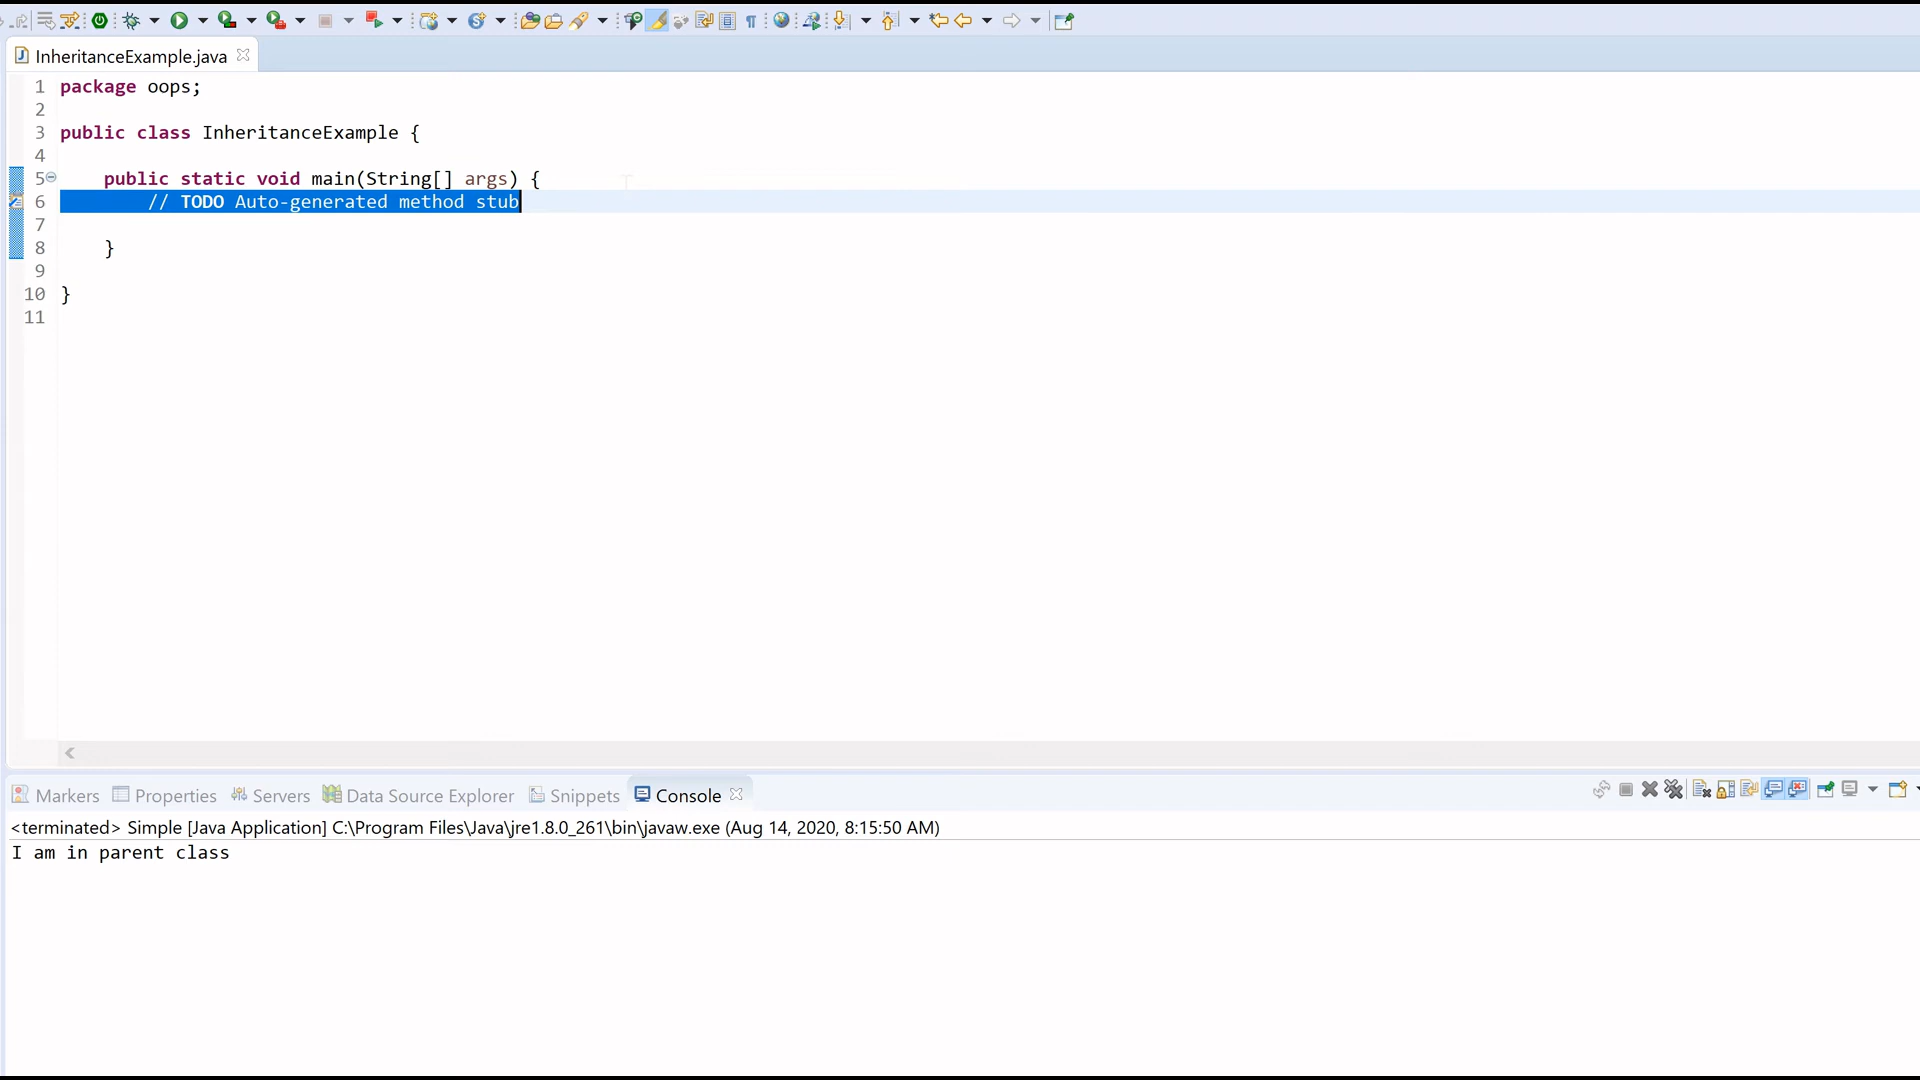 InheritanceExample.java
1 package oops;
2
3 public class InheritanceExample {
4
5 public static void main(String[] args) {
6 // TODO Auto-generated method stub
7
8 }
9
10 }
11
Markers Properties Servers Data Source Explorer Snippets Console
<terminated> Simple [Java Application] C:\Program Files\Java\jre1.8.0_261\bin\javaw.exe (Aug 14, 2020, 8:15:50 AM)
I am in parent class